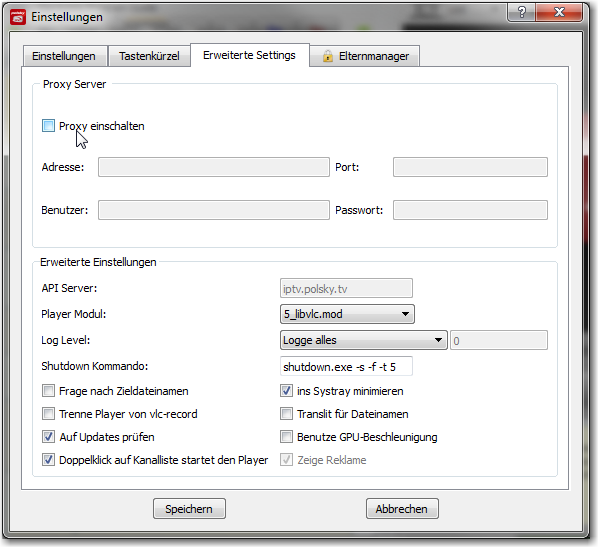 Einstellungen
Einstellungen Tastenkürzel Erweiterte Settings Elternmanager
Proxy Server
Proxy einschalten
Adresse: Port:
Benutzer: Passwort:
Erweiterte Einstellungen
API Server: iptv.polsky.tv
Player Modul: 5_libvlc.mod
Log Level: Logge alles 0
Shutdown Kommando: shutdown.exe -s -f -t 5
Frage nach Zieldateinamen ins Systray minimieren
Trenne Player von vlc-record Translit für Dateinamen
Auf Updates prüfen Benutze GPU-Beschleunigung
Doppelklick auf Kanalliste startet den Player Zeige Reklame
Speichern Abbrechen